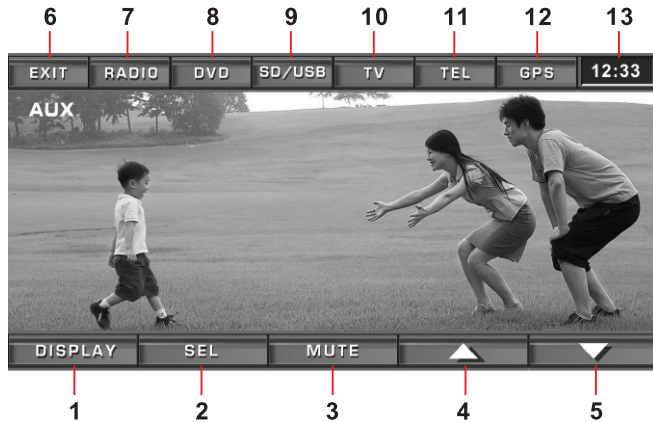 6 7 8 9 10 11 12 13
EXIT RADIO DVD SD/USB TV TEL GPS 12:33
AUX
DISPLAY SEL MUTE
1 2 3 4 5